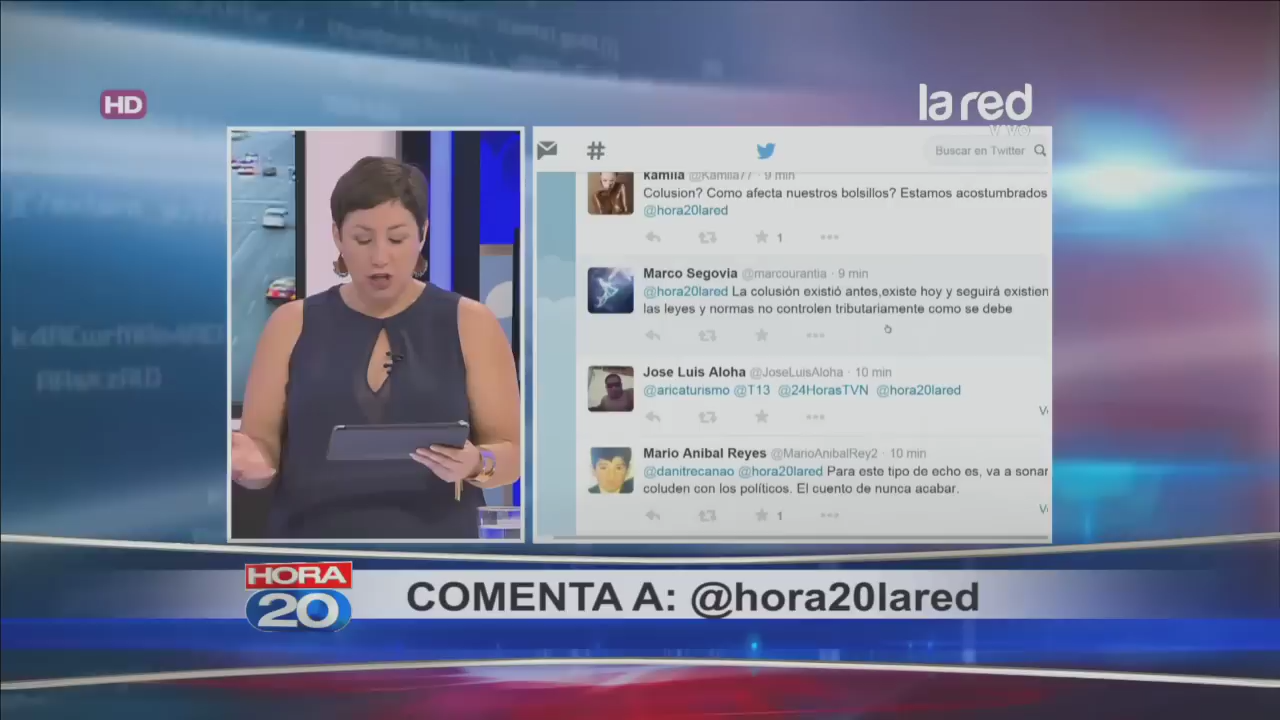 HD
la red
VIVO
#
Buscar en Twitter
kamila @Kamila77 · 9 min
Colusion? Como afecta nuestros bolsillos? Estamos acostumbrados
@hora20lared
1
Marco Segovia @marcourantia · 9 min
@hora20lared La colusión existió antes,existe hoy y seguirá existien
las leyes y normas no controlen tributariamente como se debe
Jose Luis Aloha @JoseLuisAloha · 10 min
@aricaturismo @T13 @24HorasTVN @hora20lared
Mario Anibal Reyes @MarioAnibalRey2 · 10 min
@danitrecanao @hora20lared Para este tipo de echo es, va a sonar
coluden con los políticos. El cuento de nunca acabar.
1
HORA
20
COMENTA A: @hora20lared